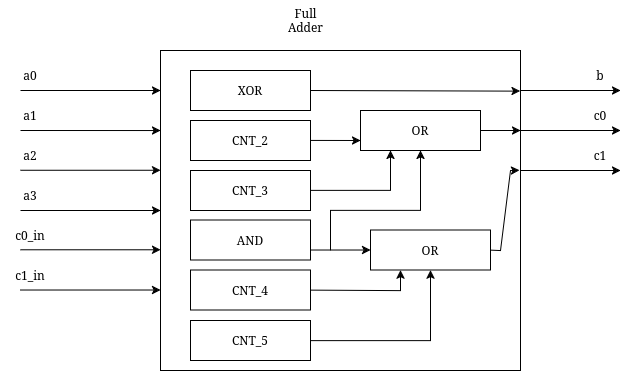 Full
Adder
a0
b
XOR
a1
c0
OR
CNT_2
a2
c1
CNT_3
a3
c0_in
AND
OR
c1_in
CNT_4
CNT_5